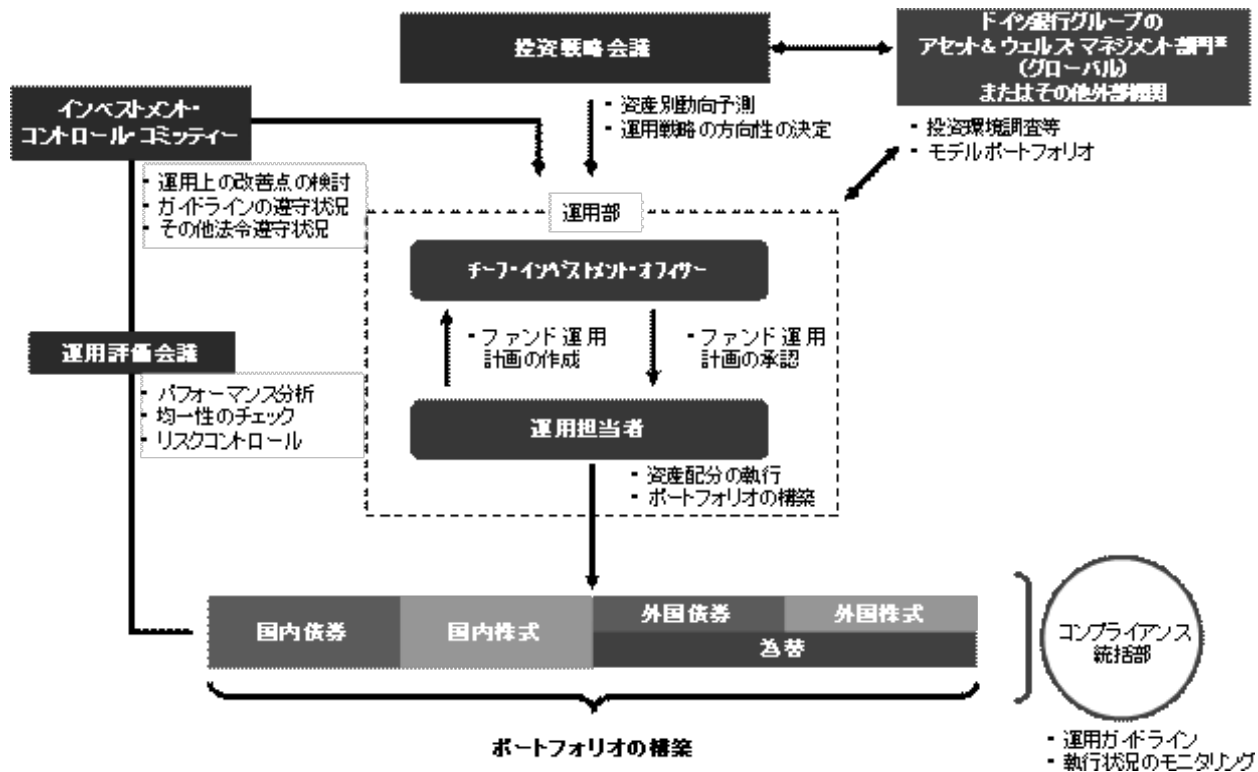 投資戦略会議
ドイツ銀行グループの
アセット&ウェルス マネジメント部門※
(グローバル)
またはその他外部機関
インベストメント・
コントロール・コミッティー
・資産別動向予測
・運用戦略の方向性の決定
・投資環境調査等
・モデルポートフォリオ
・運用上の改善点の検討
・ガイドラインの遵守状況
・その他法令遵守状況
運用部
チーフ・インベストメント・オフィサー
・ファンド運用
計画の作成
・ファンド運用
計画の承認
運用評価会議
・パフォーマンス分析
・均一性のチェック
・リスクコントロール
運用担当者
・資産配分の執行
・ポートフォリオの構築
国内債券
国内株式
外国債券
外国株式
為替
コンプライアンス
統括部
ポートフォリオの構築
・運用ガイドライン
・執行状況のモニタリング